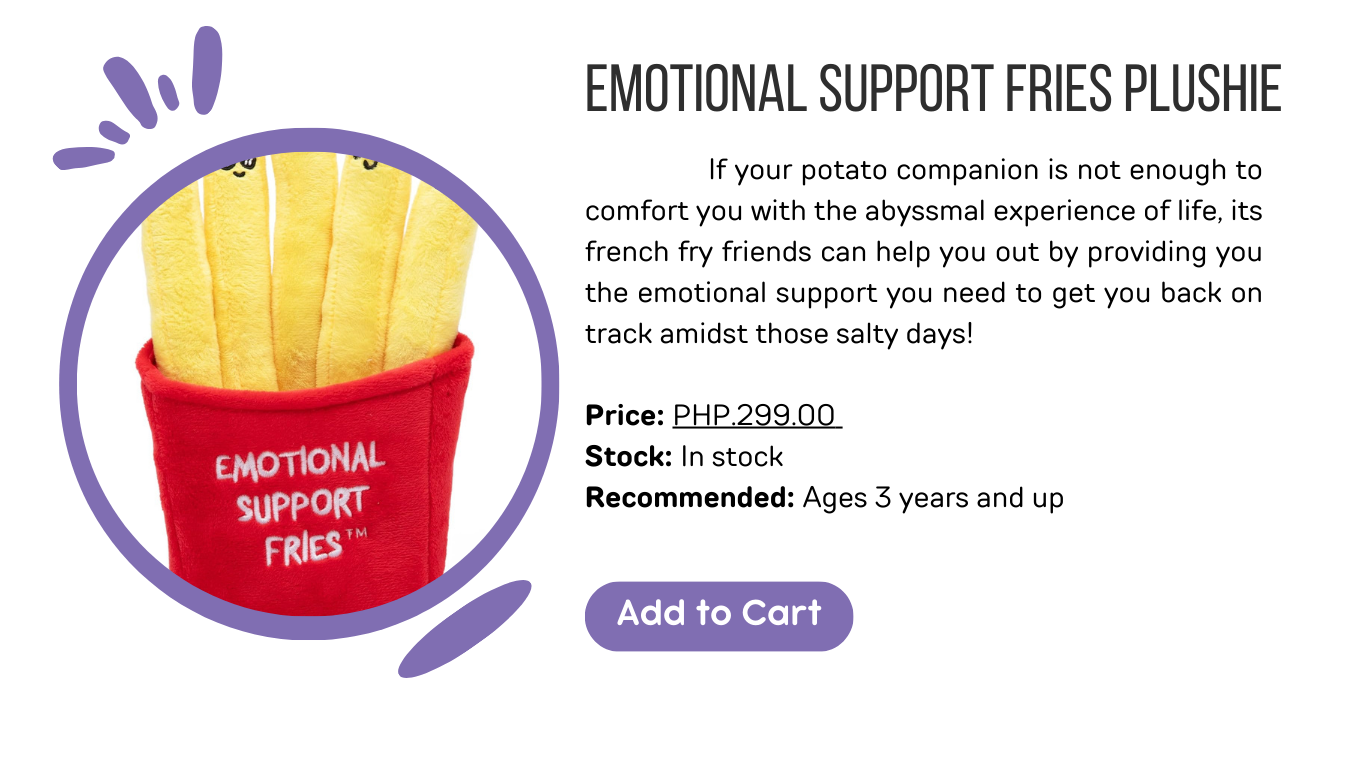 EMOTIONAL SUPPORT FRIES PLUSHIE
If your potato companion is not enough to
comfort you with the abyssmal experience of life, its
french fry friends can help you out by providing you
the emotional support you need to get you back on
track amidst those salty days!
Price: PHP.299.00
Stock: In stock
Recommended: Ages 3 years and up
Add to Cart
EMOTIONAL
SUPPORT
FRIES™